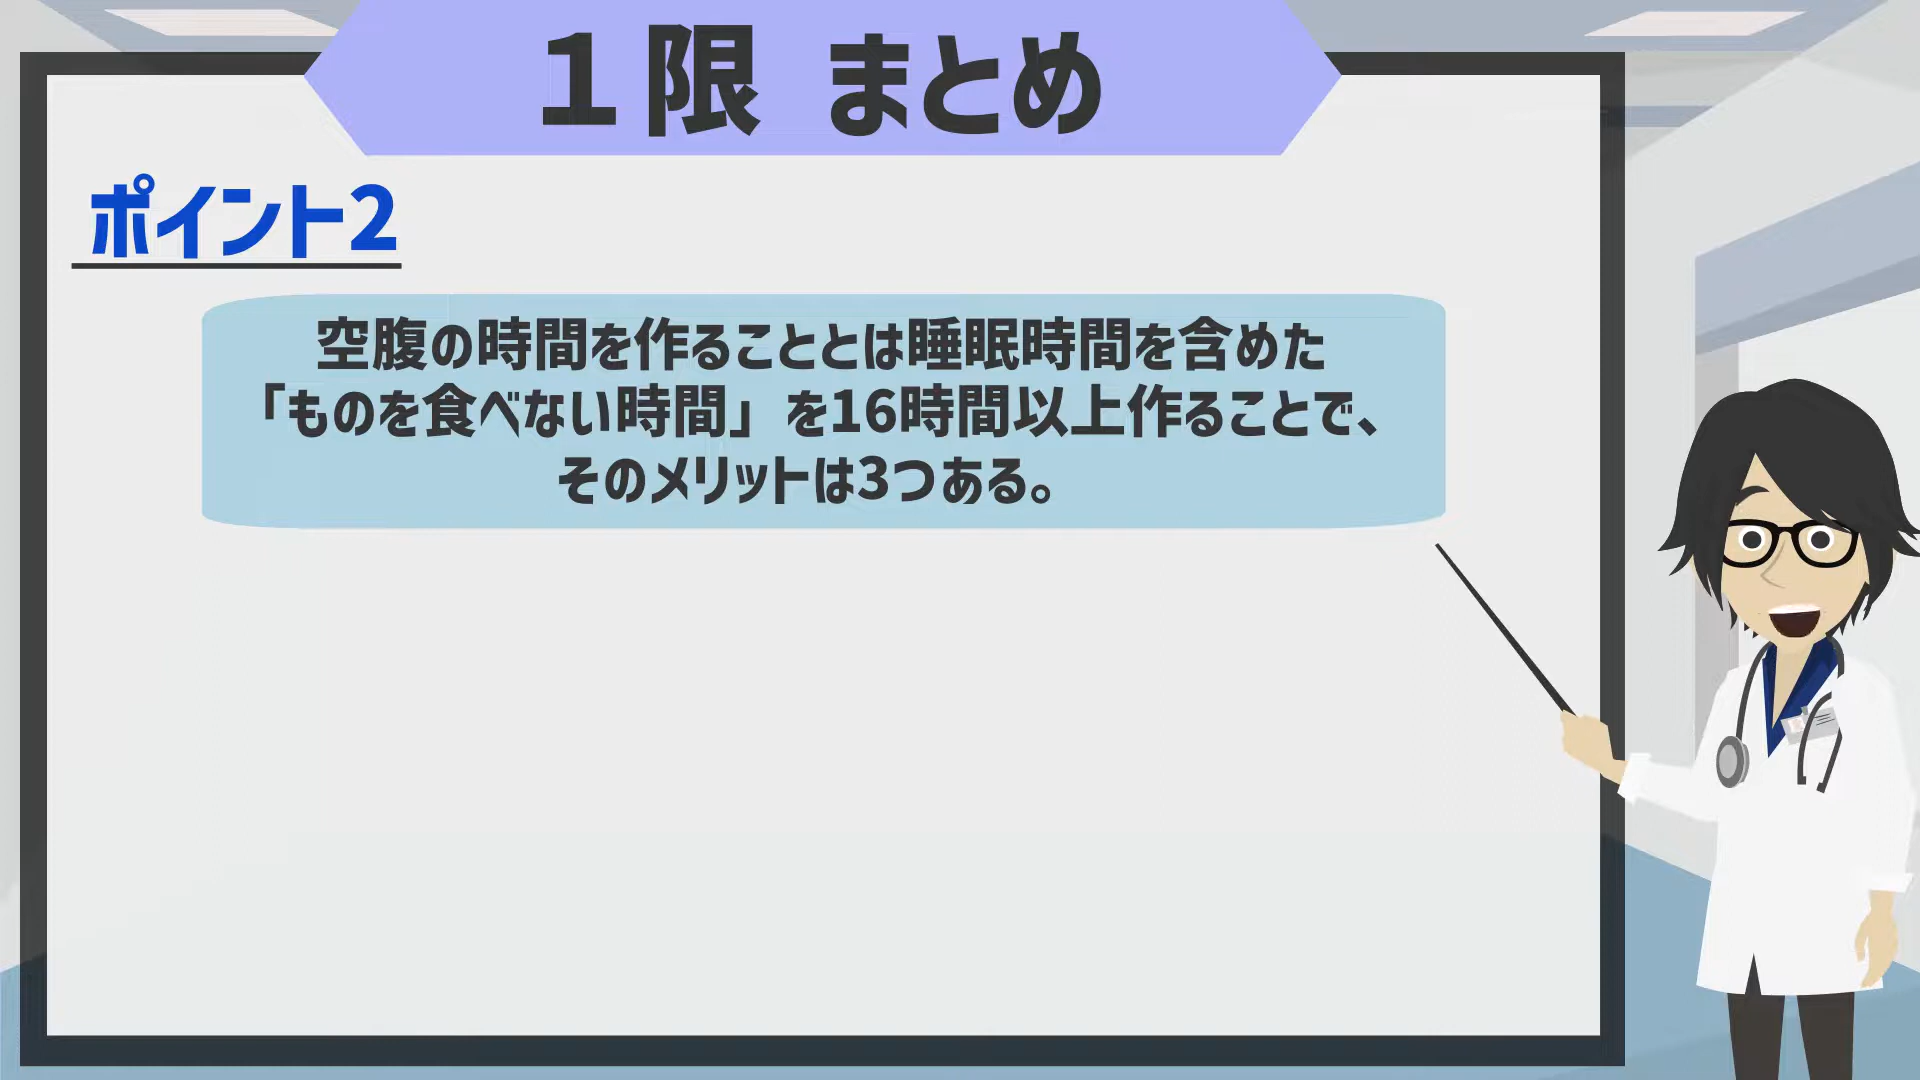 １限 まとめ
ポイント2
空腹の時間を作ることとは睡眠時間を含めた
「ものを食べない時間」を16時間以上作ることで、
そのメリットは3つある。